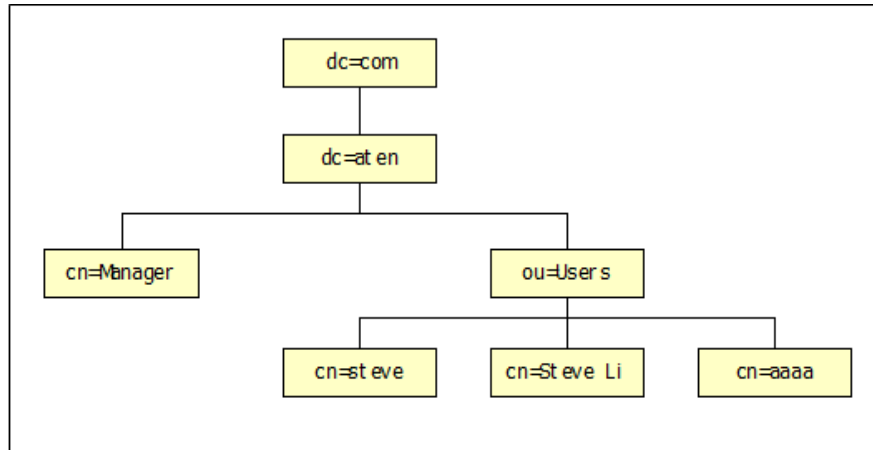 dc=com
dc=aten
cn=Manager
ou=Users
cn=steve
cn=Steve Li
cn=aaaa